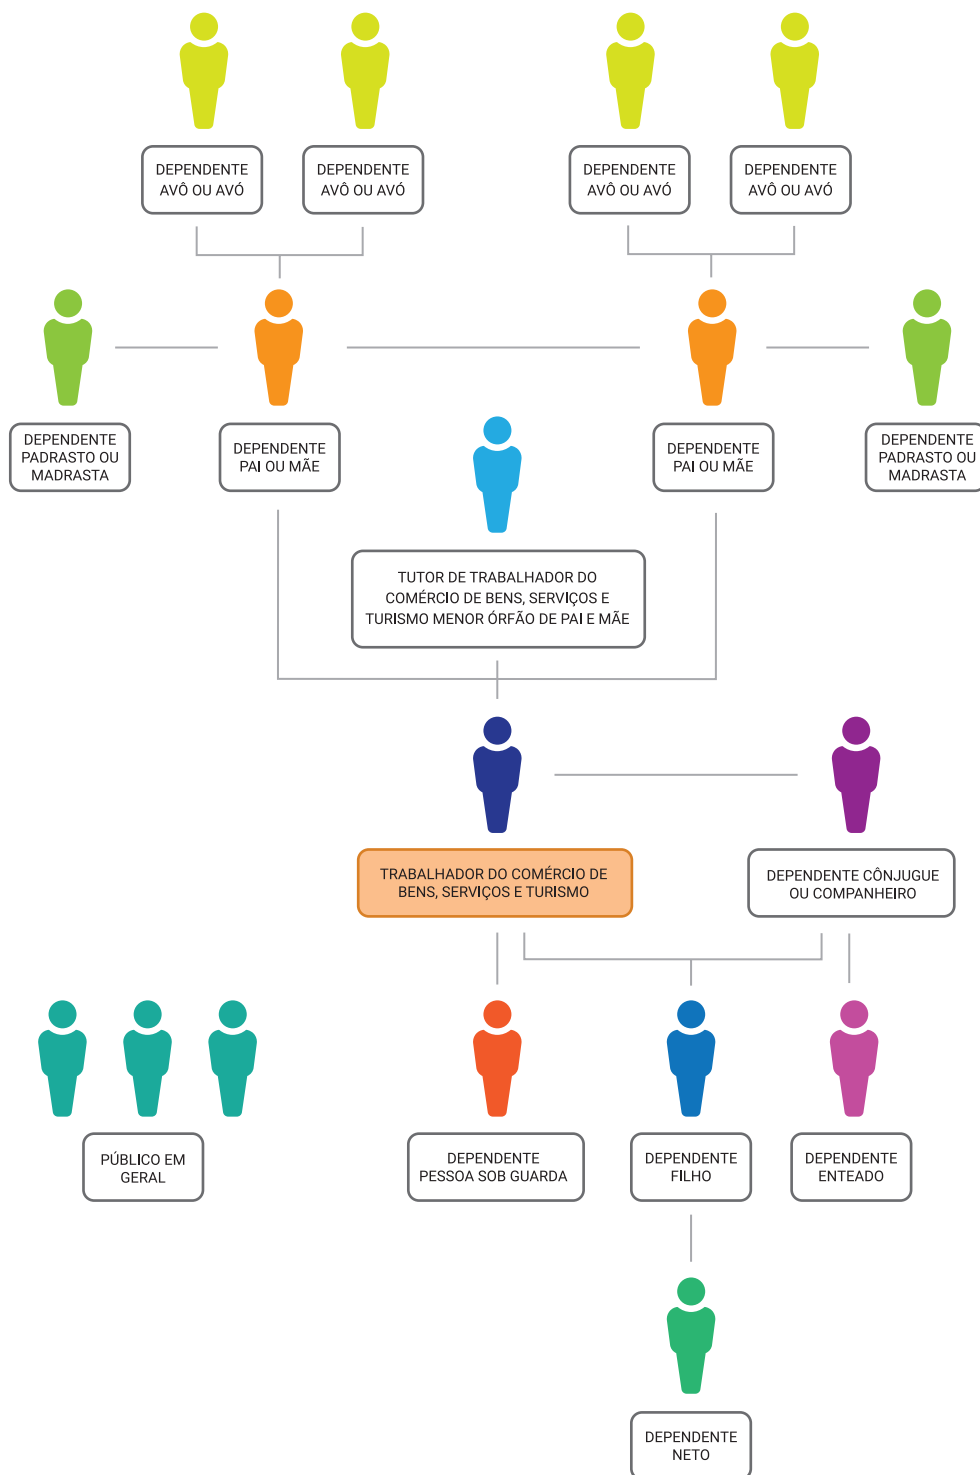 DEPENDENTE
AVÔ OU AVÓ
DEPENDENTE
AVÔ OU AVÓ
DEPENDENTE
AVÔ OU AVÓ
DEPENDENTE
AVÔ OU AVÓ
DEPENDENTE
PADRASTO OU
MADRASTA
DEPENDENTE
PAI OU MÃE
DEPENDENTE
PAI OU MÃE
DEPENDENTE
PADRASTO OU
MADRASTA
TUTOR DE TRABALHADOR DO
COMÉRCIO DE BENS, SERVIÇOS E
TURISMO MENOR ÓRFÃO DE PAI E MÃE
TRABALHADOR DO COMÉRCIO DE
BENS, SERVIÇOS E TURISMO
DEPENDENTE CÔNJUGUE
OU COMPANHEIRO
PÚBLICO EM
GERAL
DEPENDENTE
PESSOA SOB GUARDA
DEPENDENTE
FILHO
DEPENDENTE
ENTEADO
DEPENDENTE
NETO